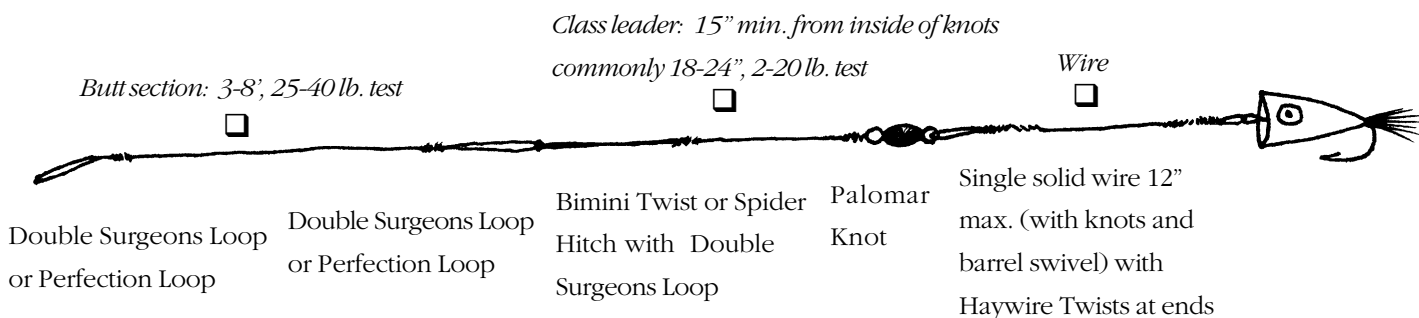 Class leader: 15” min. from inside of knots
commonly 18-24”, 2-20 lb. test
Butt section: 3-8’, 25-40 lb. test
Wire
Double Surgeons Loop
or Perfection Loop
Double Surgeons Loop
or Perfection Loop
Bimini Twist or Spider
Hitch with Double
Surgeons Loop
Palomar
Knot
Single solid wire 12”
max. (with knots and
barrel swivel) with
Haywire Twists at ends